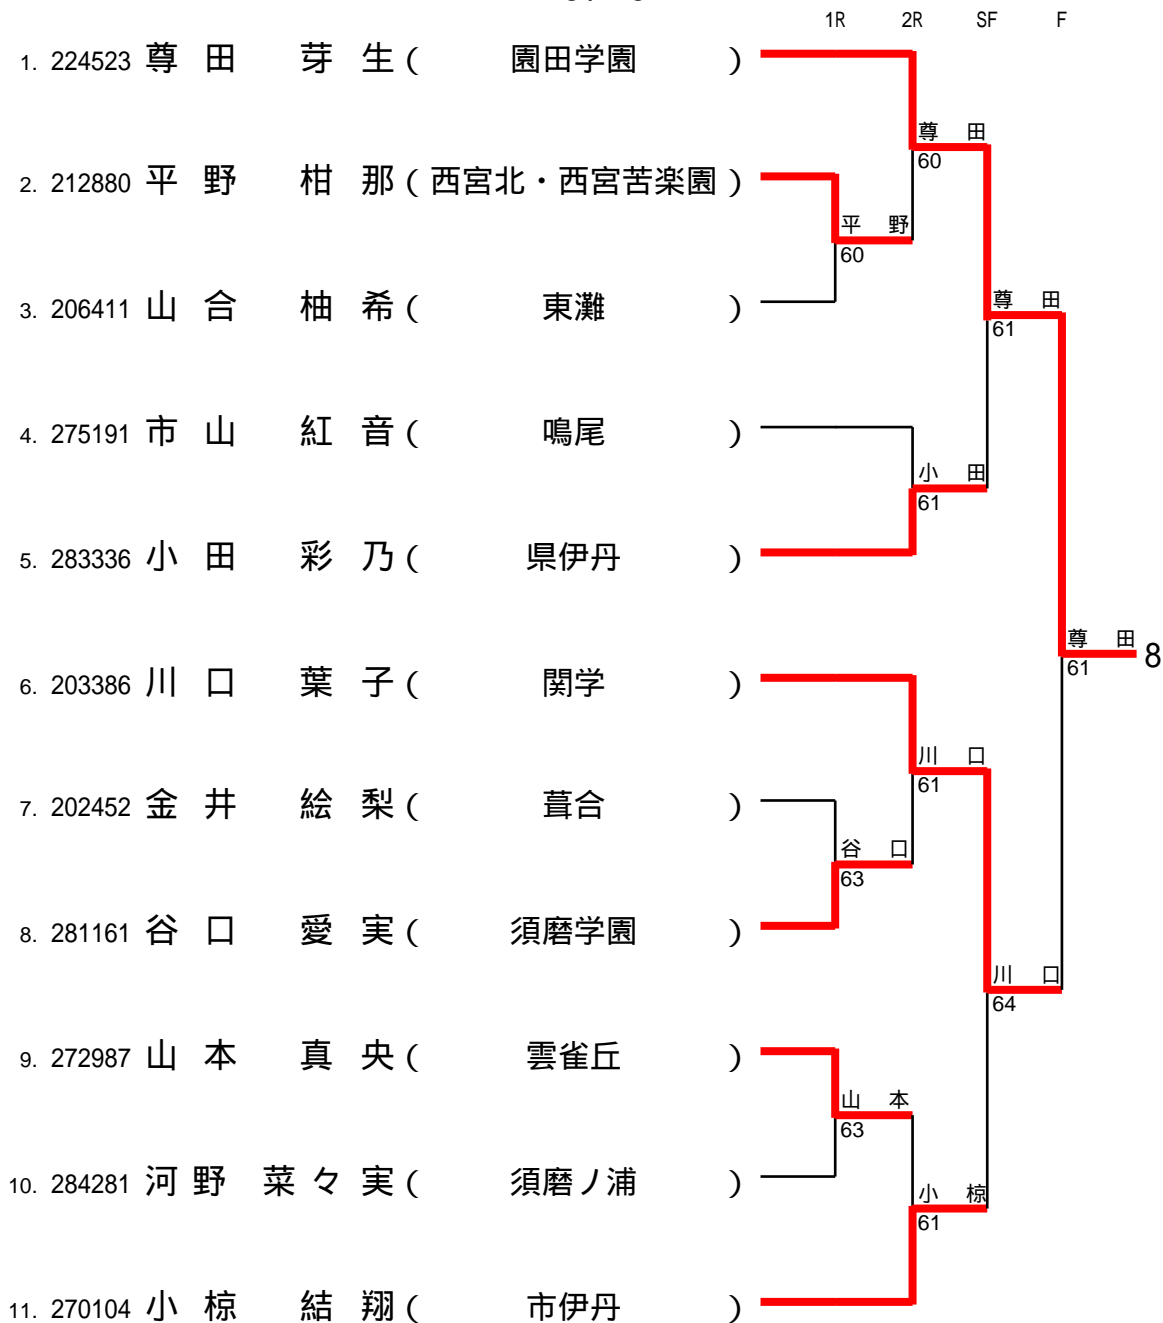 1R 2R SF F
1. 224523 尊 田 芽 生 ( 園田学園 )
尊 田
60
2. 212880 平 野 柑 那 ( 西宮北・西宮苦楽園 )
平 野
60
3. 206411 山 合 柚 希 ( 東灘 )
尊 田
61
4. 275191 市 山 紅 音 ( 鳴尾 )
小 田
61
5. 283336 小 田 彩 乃 ( 県伊丹 )
尊 田
61
8
6. 203386 川 口 葉 子 ( 関学 )
川 口
61
7. 202452 金 井 絵 梨 ( 葺合 )
谷 口
63
8. 281161 谷 口 愛 実 ( 須磨学園 )
川 口
64
9. 272987 山 本 真 央 ( 雲雀丘 )
山 本
63
10. 284281 河 野 菜 々 実 ( 須磨ノ浦 )
小 椋
61
11. 270104 小 椋 結 翔 ( 市伊丹 )